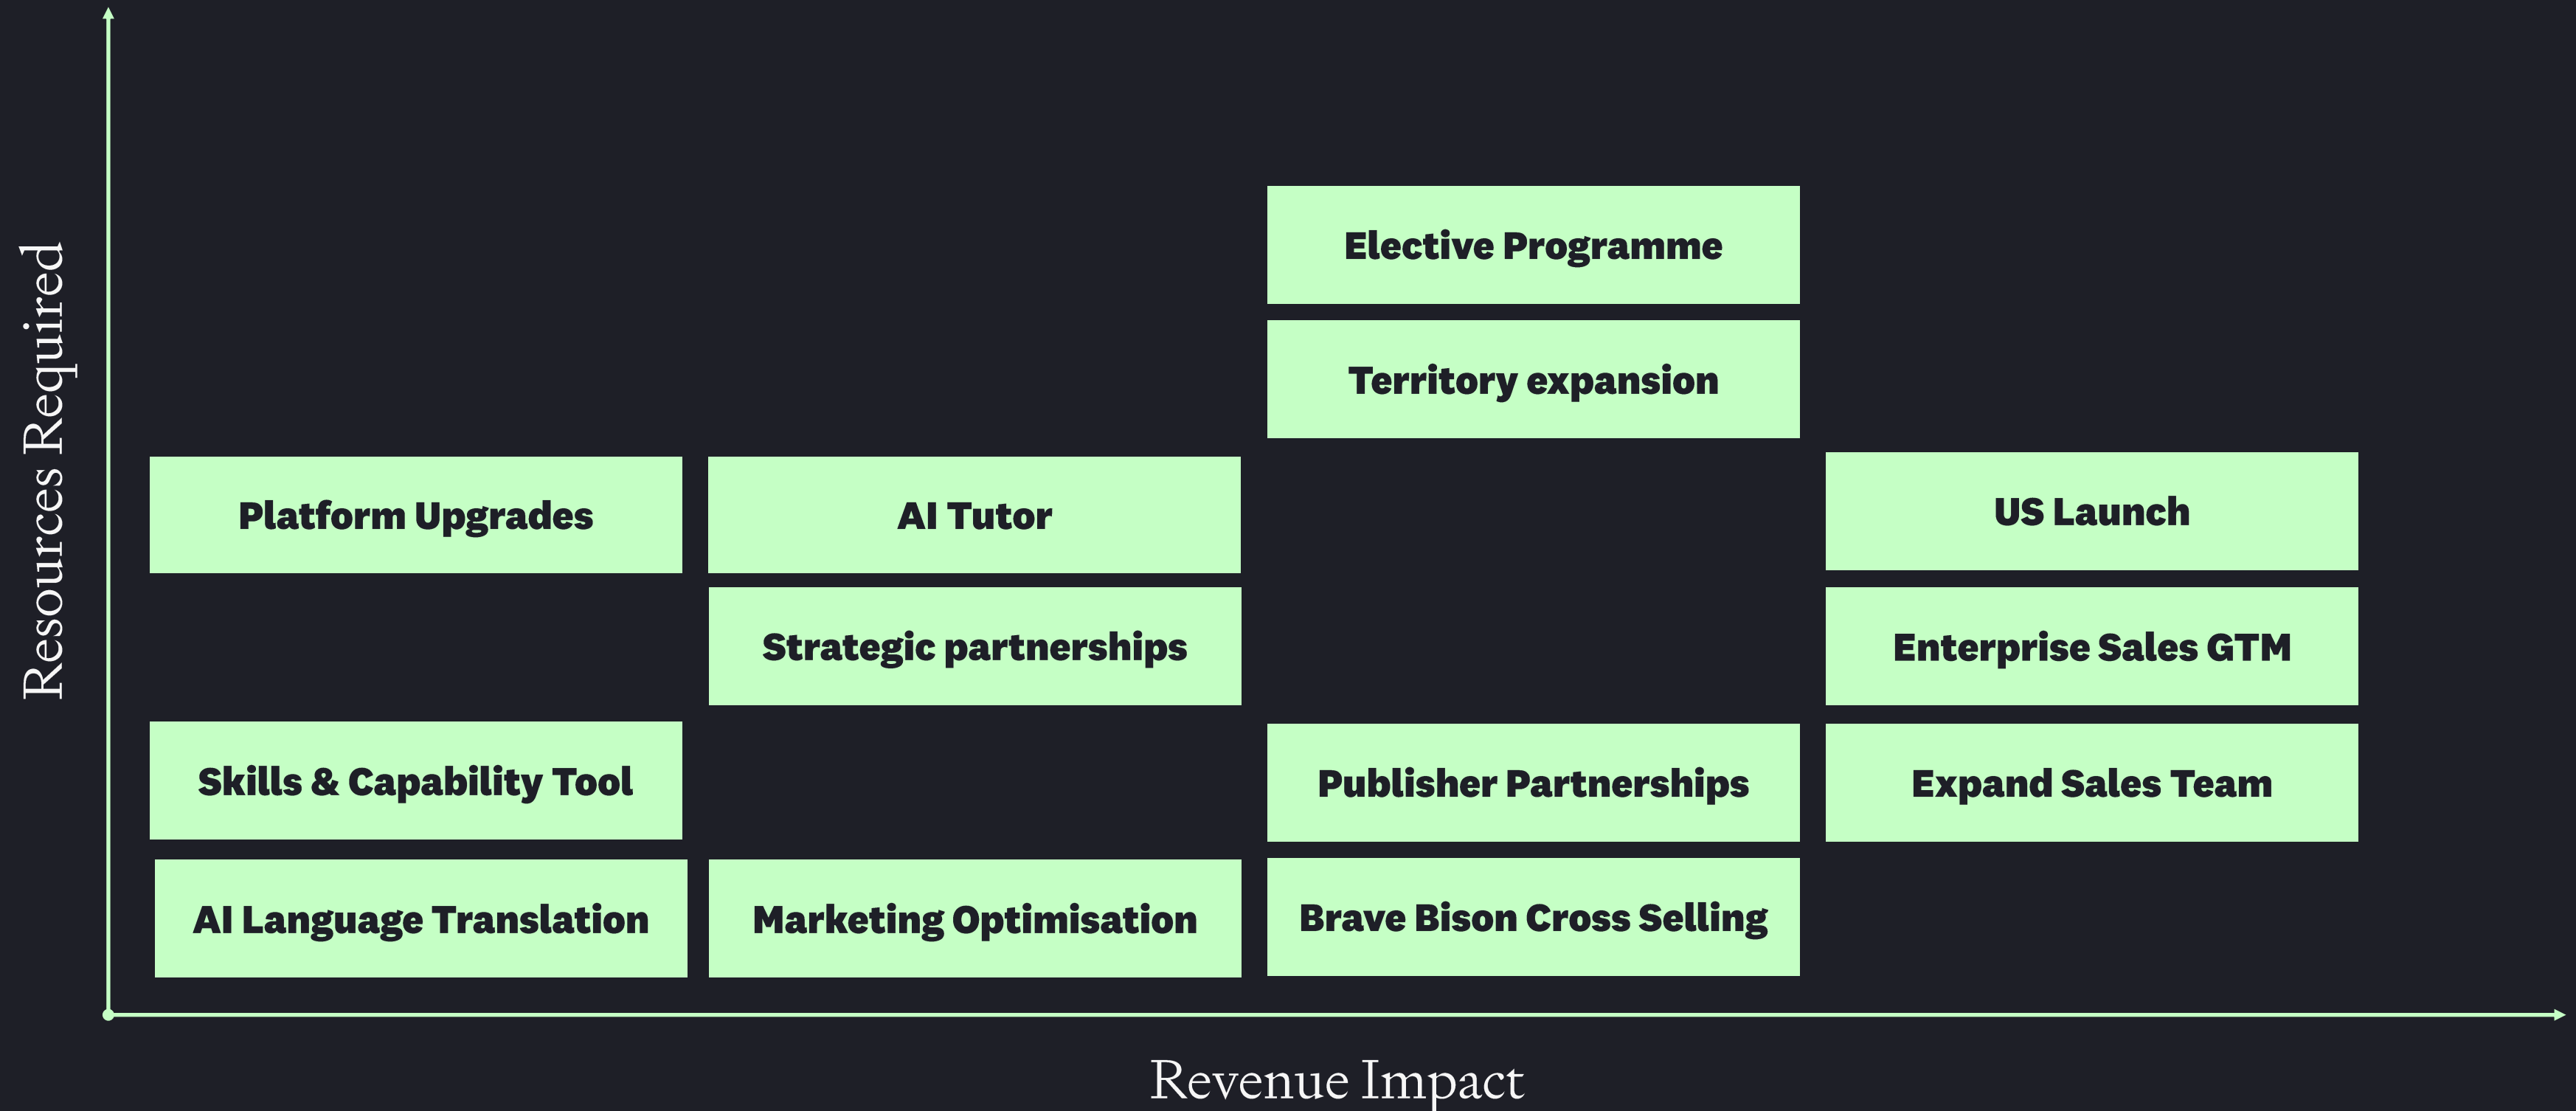 Resources Required
Elective Programme
Territory expansion
Platform Upgrades
AI Tutor
US Launch
Strategic partnerships
Enterprise Sales GTM
Skills & Capability Tool
Publisher Partnerships
Expand Sales Team
AI Language Translation
Marketing Optimisation
Brave Bison Cross Selling
Revenue Impact